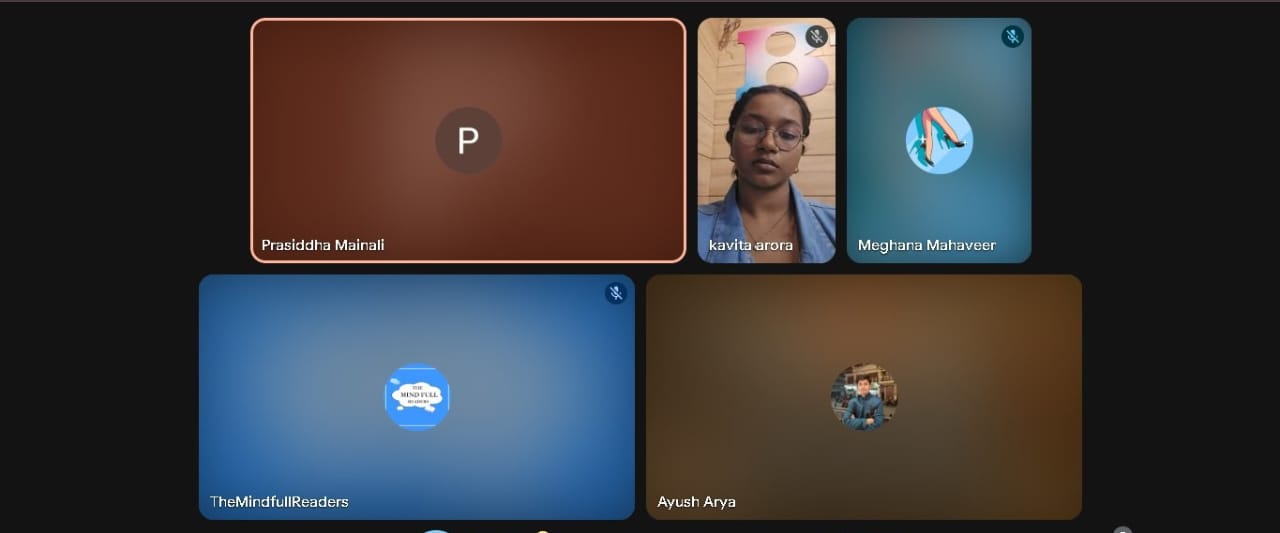 P
Prasiddha Mainali
B
kavita arora
Meghana Mahaveer
THE
MIND FULL
READERS
TheMindfullReaders
Ayush Arya